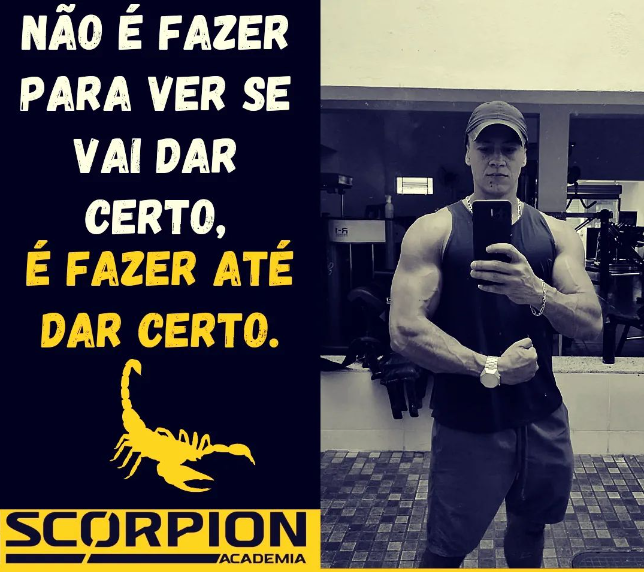 NÃO É FAZER
PARA VER SE
VAI DAR
CERTO,
É FAZER ATÉ
DAR CERTO.
SCORPION
ACADEMIA